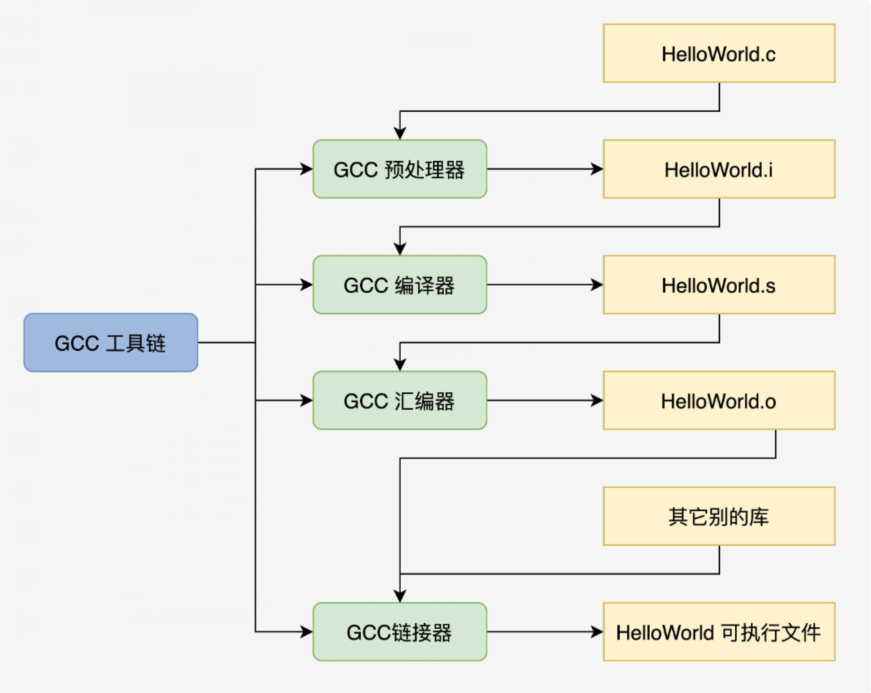 HelloWorld.c
GCC 预处理器
HelloWorld.i
GCC 编译器
HelloWorld.s
GCC 工具链
GCC 汇编器
HelloWorld.o
其它别的库
GCC链接器
HelloWorld 可执行文件